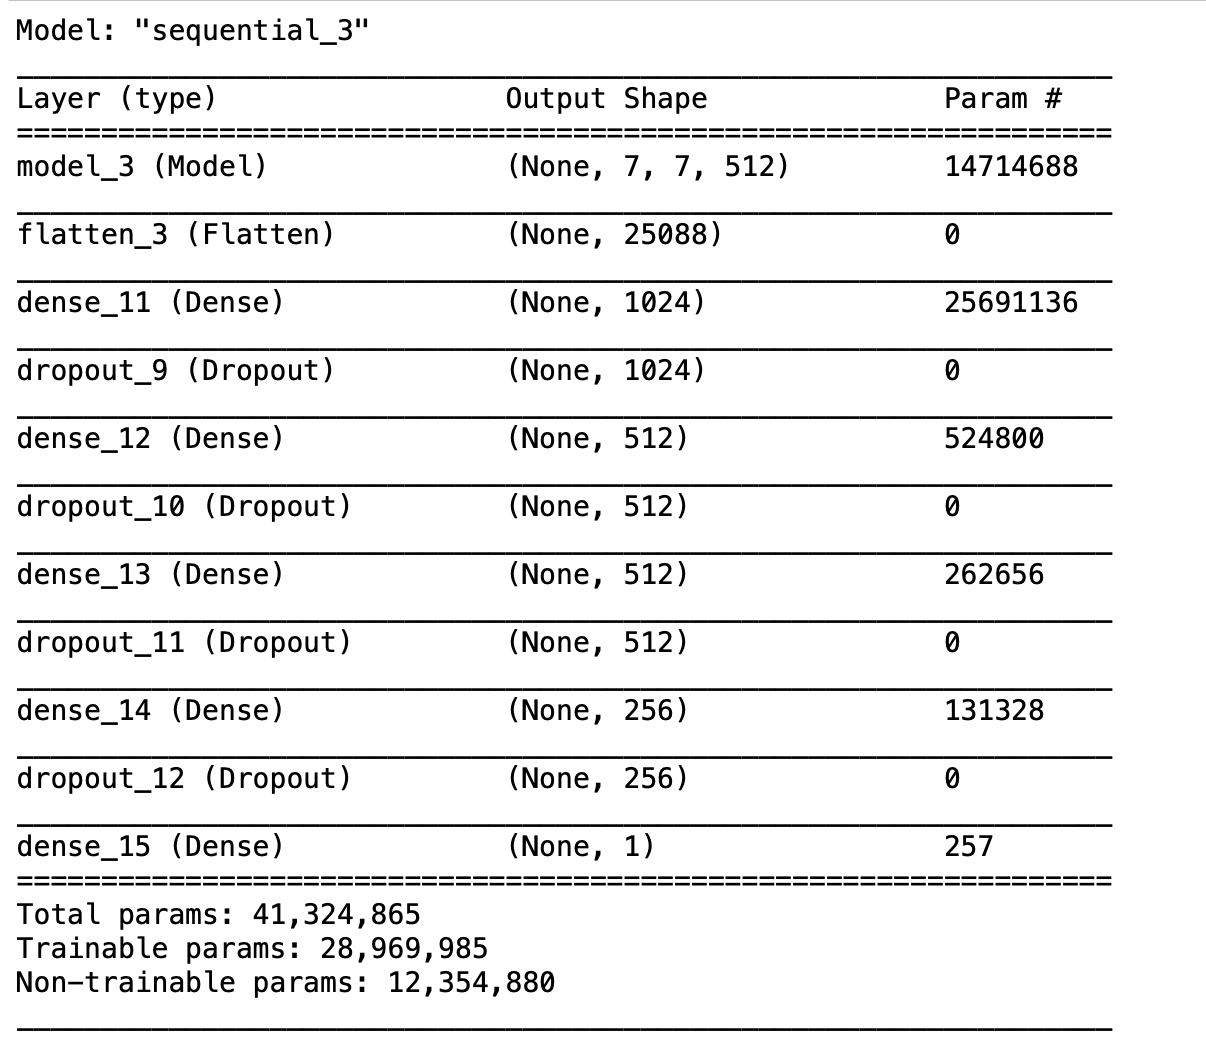 Model: "sequential_3"
Layer (type) Output Shape Param #
model_3 (Model) (None, 7, 7, 512) 14714688
flatten_3 (Flatten) (None, 25088) 0
dense_11 (Dense) (None, 1024) 25691136
dropout_9 (Dropout) (None, 1024) 0
dense_12 (Dense) (None, 512) 524800
dropout_10 (Dropout) (None, 512) 0
dense_13 (Dense) (None, 512) 262656
dropout_11 (Dropout) (None, 512) 0
dense_14 (Dense) (None, 256) 131328
dropout_12 (Dropout) (None, 256) 0
dense_15 (Dense) (None, 1) 257
Total params: 41,324,865
Trainable params: 28,969,985
Non-trainable params: 12,354,880